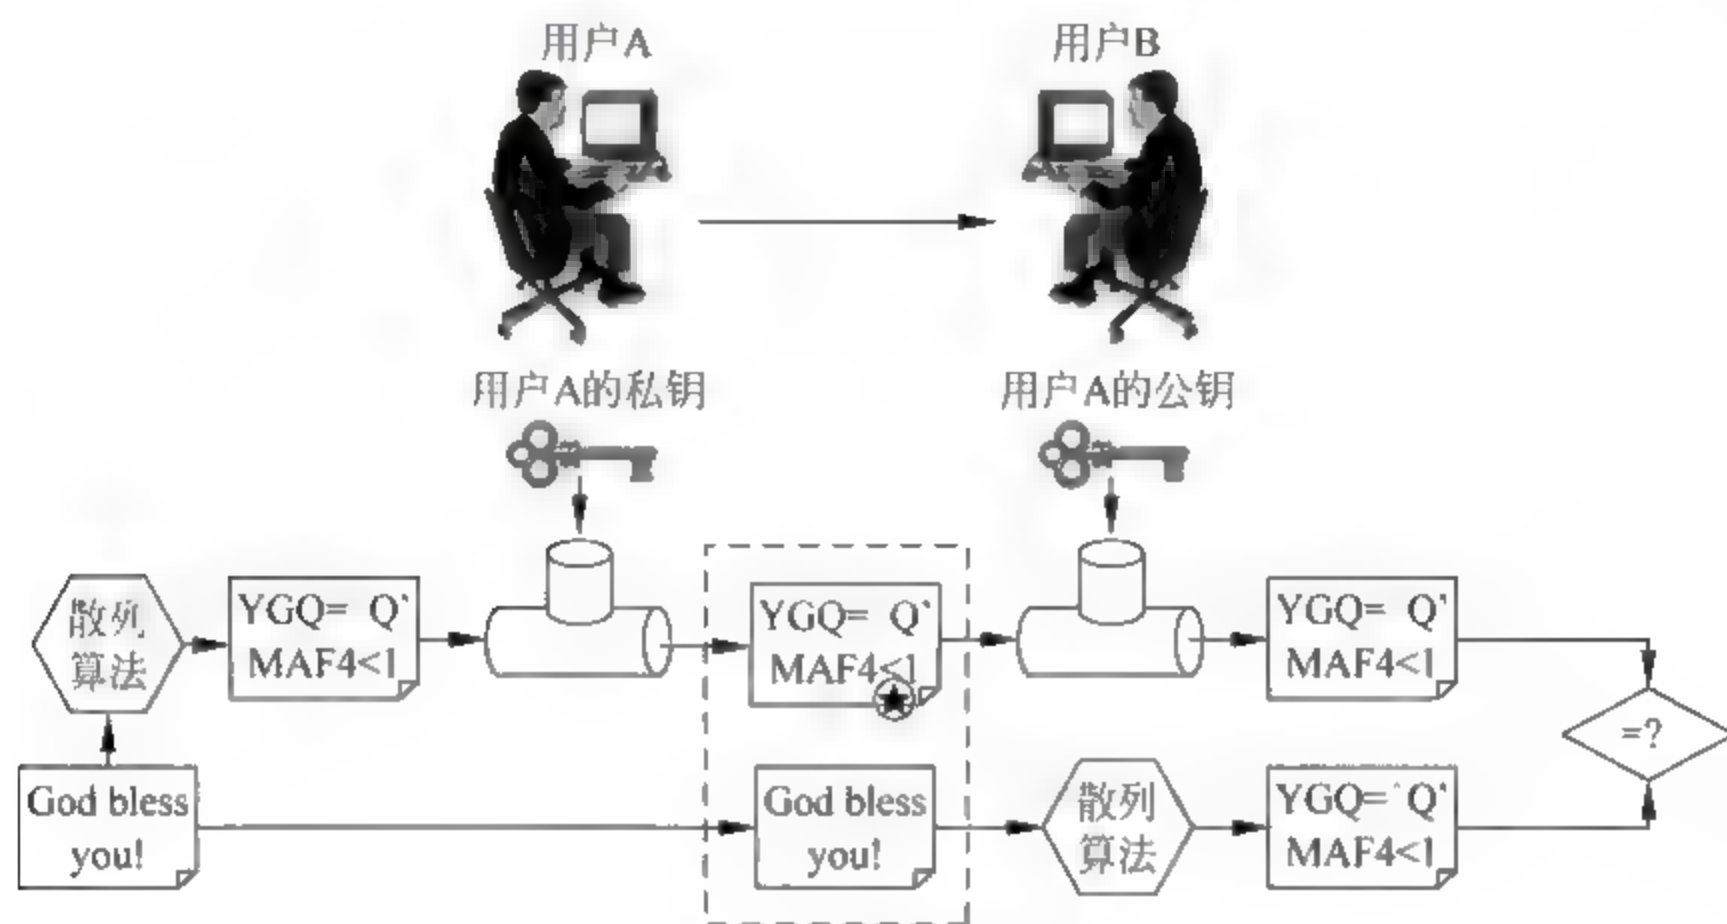 用户A
用户B
用户A的私钥
用户A的公钥
散列
算法
YGQ= Q‘
MAF4<1
YGQ= Q‘
MAF4<1
YGQ= Q‘
MAF4<1
=?
God bless
you!
God bless
you!
散列
算法
YGQ=‘Q‘
MAF4<1